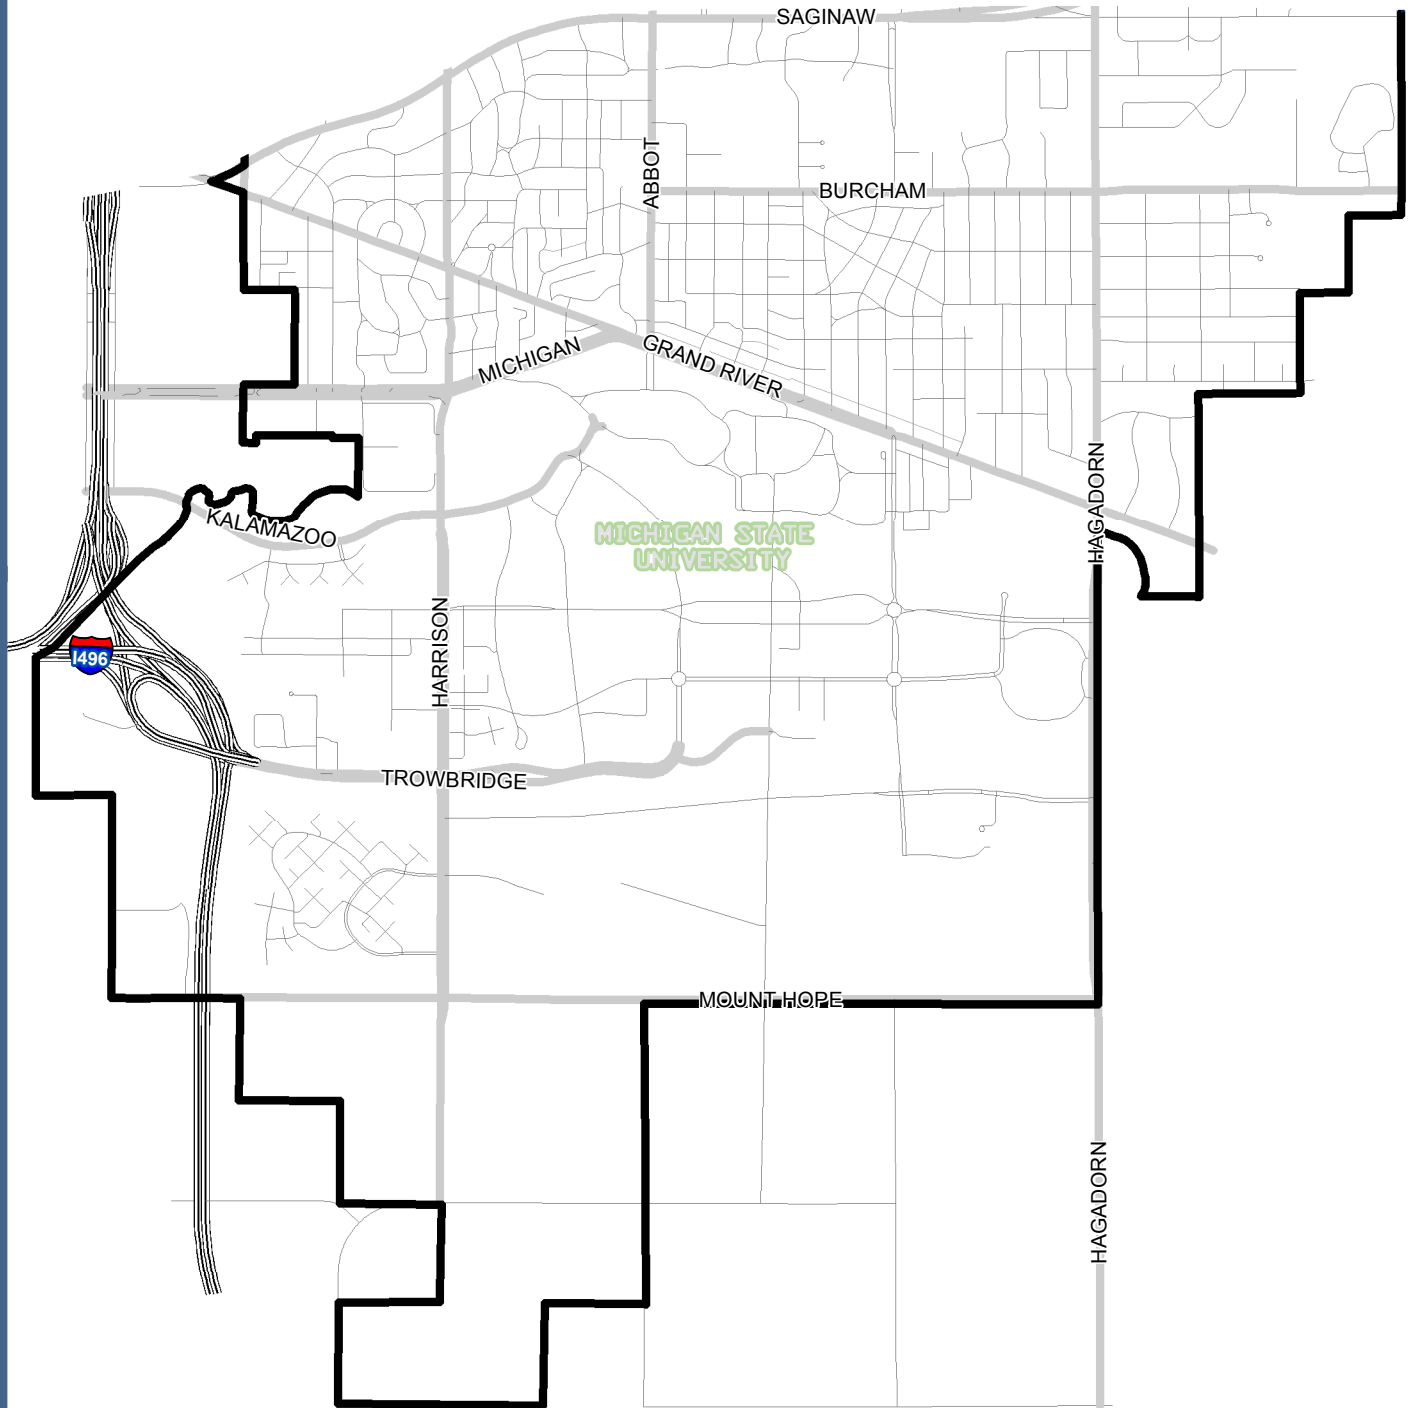 SAGINAW
ABBOT
BURCHAM
MICHIGAN
GRAND RIVER
HAGADORN
KALAMAZOO
MICHIGAN STATE
UNIVERSITY
HARRISON
I496
TROWBRIDGE
MOUNT HOPE
HAGADORN